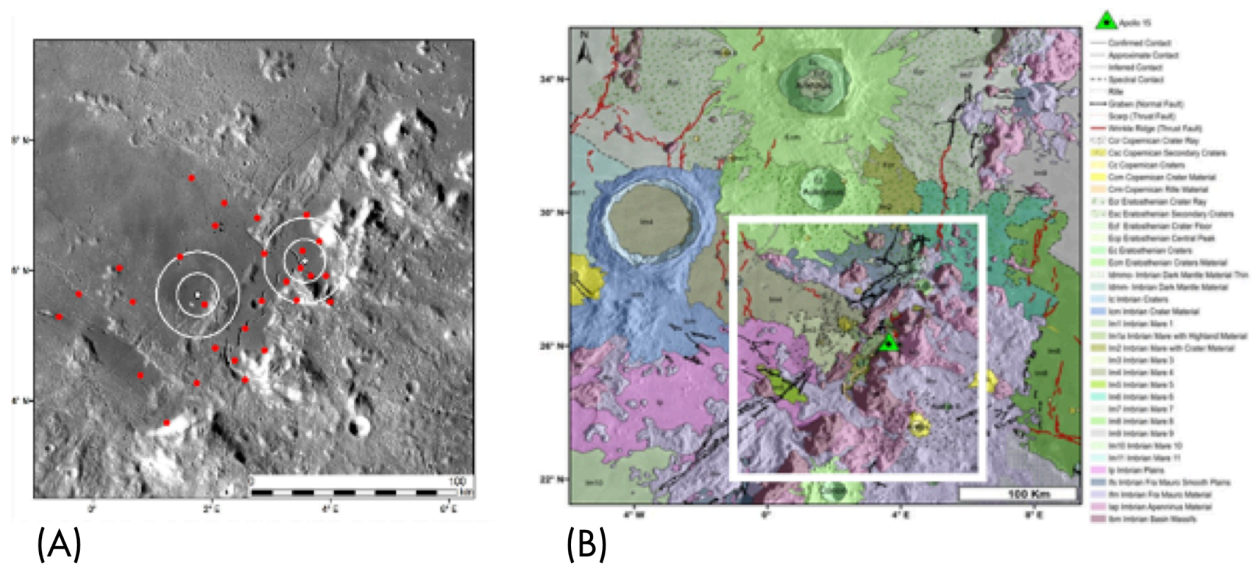 (A)
(B)
N
34° N
30° N
26° N
22° N
4° W
0° E
4° E
8° E
100 Km
0°
2° E
4° E
6° E
100
km
Autolycus
Im4
Apollo 15
Confirmed Contact
Approximate Contact
Inferred Contact
Spectral Contact
Rille
Graben (Normal Fault)
Scarp (Thrust Fault)
Wrinkle Ridge (Thrust Fault)
Ccr Copernican Crater Ray
Csc Copernican Secondary Craters
Cc Copernican Craters
Ccm Copernican Crater Material
Crm Copernican Rille Material
Ecr Eratosthenian Crater Ray
Esc Eratosthenian Secondary Craters
Ecf Eratosthenian Crater Floor
Ecp Eratosthenian Central Peak
Ec Eratosthenian Craters
Ecm Eratosthenian Craters Material
Idmmo- Imbrian Dark Mantle Material Thin
Idmm- Imbrian Dark Mantle Material
Ic Imbrian Craters
Icm Imbrian Crater Material
Im1 Imbrian Mare 1
Im1a Imbrian Mare with Highland Material
Im2 Imbrian Mare with Crater Material
Im3 Imbrian Mare 3
Im4 Imbrian Mare 4
Im5 Imbrian Mare 5
Im6 Imbrian Mare 6
Im7 Imbrian Mare 7
Im8 Imbrian Mare 8
Im9 Imbrian Mare 9
Im10 Imbrian Mare 10
Im11 Imbrian Mare 11
Ip Imbrian Plains
Ifs Imbrian Fra Mauro Smooth Plains
Ifm Imbrian Fra Mauro Material
Iap Imbrian Apenninus Material
Ibm Imbrian Basin Massifs